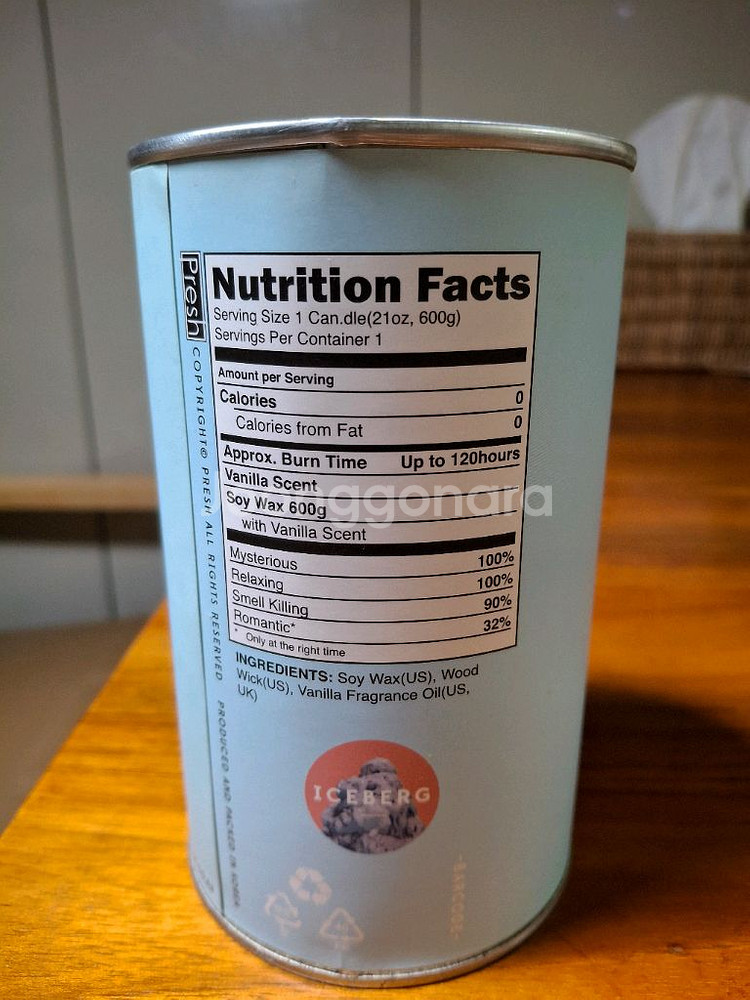 Presh
COPYRIGHT© PRESH ALL RIGHTS RESERVED PRODUCED AND PACKED IN KOREA
Nutrition Facts
Serving Size 1 Can.dle(21oz, 600g)
Servings Per Container 1
Amount per Serving
Calories 0
Calories from Fat 0
Approx. Burn Time Up to 120hours
Vanilla Scent
Soy Wax 600g
with Vanilla Scent
Mysterious 100%
Relaxing 100%
Smell Killing 90%
Romantic* 32%
* Only at the right time
INGREDIENTS: Soy Wax(US), Wood
Wick(US), Vanilla Fragrance Oil(US,
UK)
ICEBERG
-BARCODE-
Joonggonara